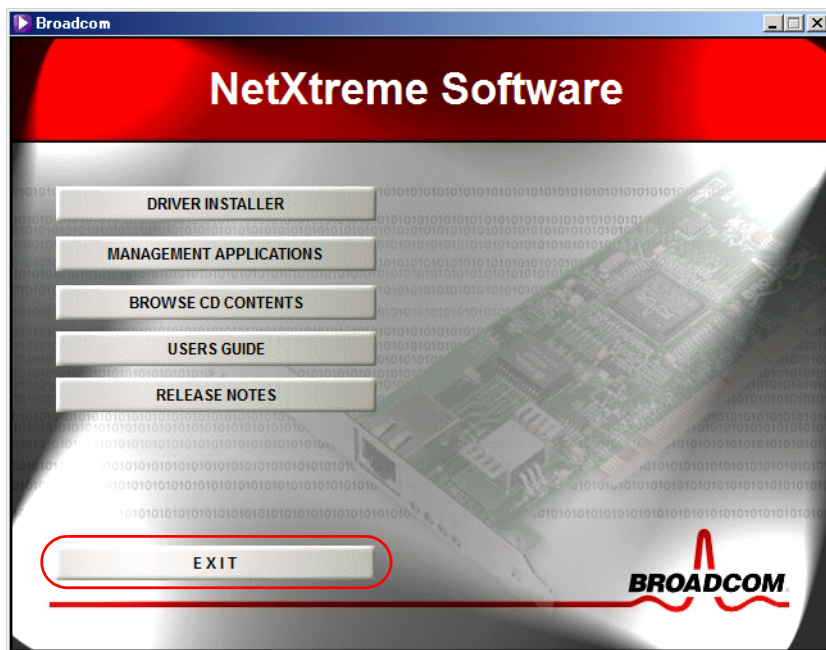 Broadcom
NetXtreme Software
DRIVER INSTALLER
MANAGEMENT APPLICATIONS
BROWSE CD CONTENTS
USERS GUIDE
RELEASE NOTES
EXIT
BROADCOM